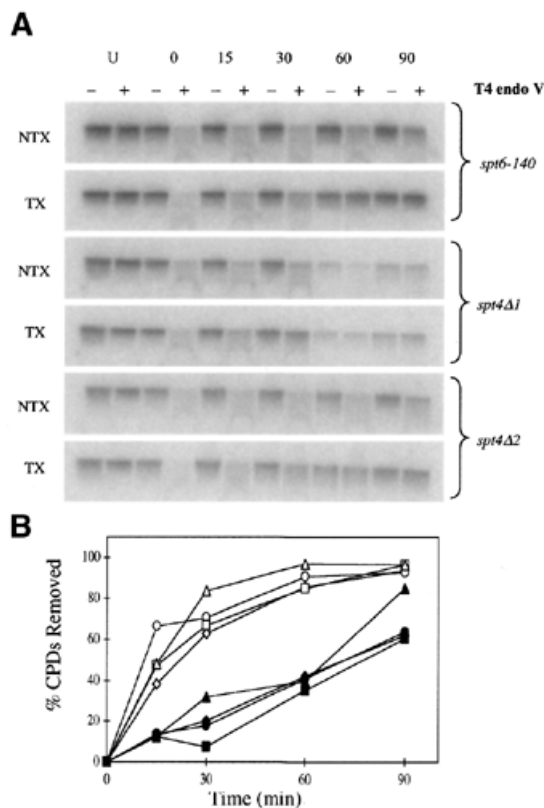 A
U 0 15 30 60 90
– + – + – + – + – + – + T4 endo V
NTX
TX
spt6-140
NTX
TX
spt4Δ1
NTX
TX
spt4Δ2
B
% CPDs Removed
100
80
60
40
20
0
0 30 60 90
Time (min)